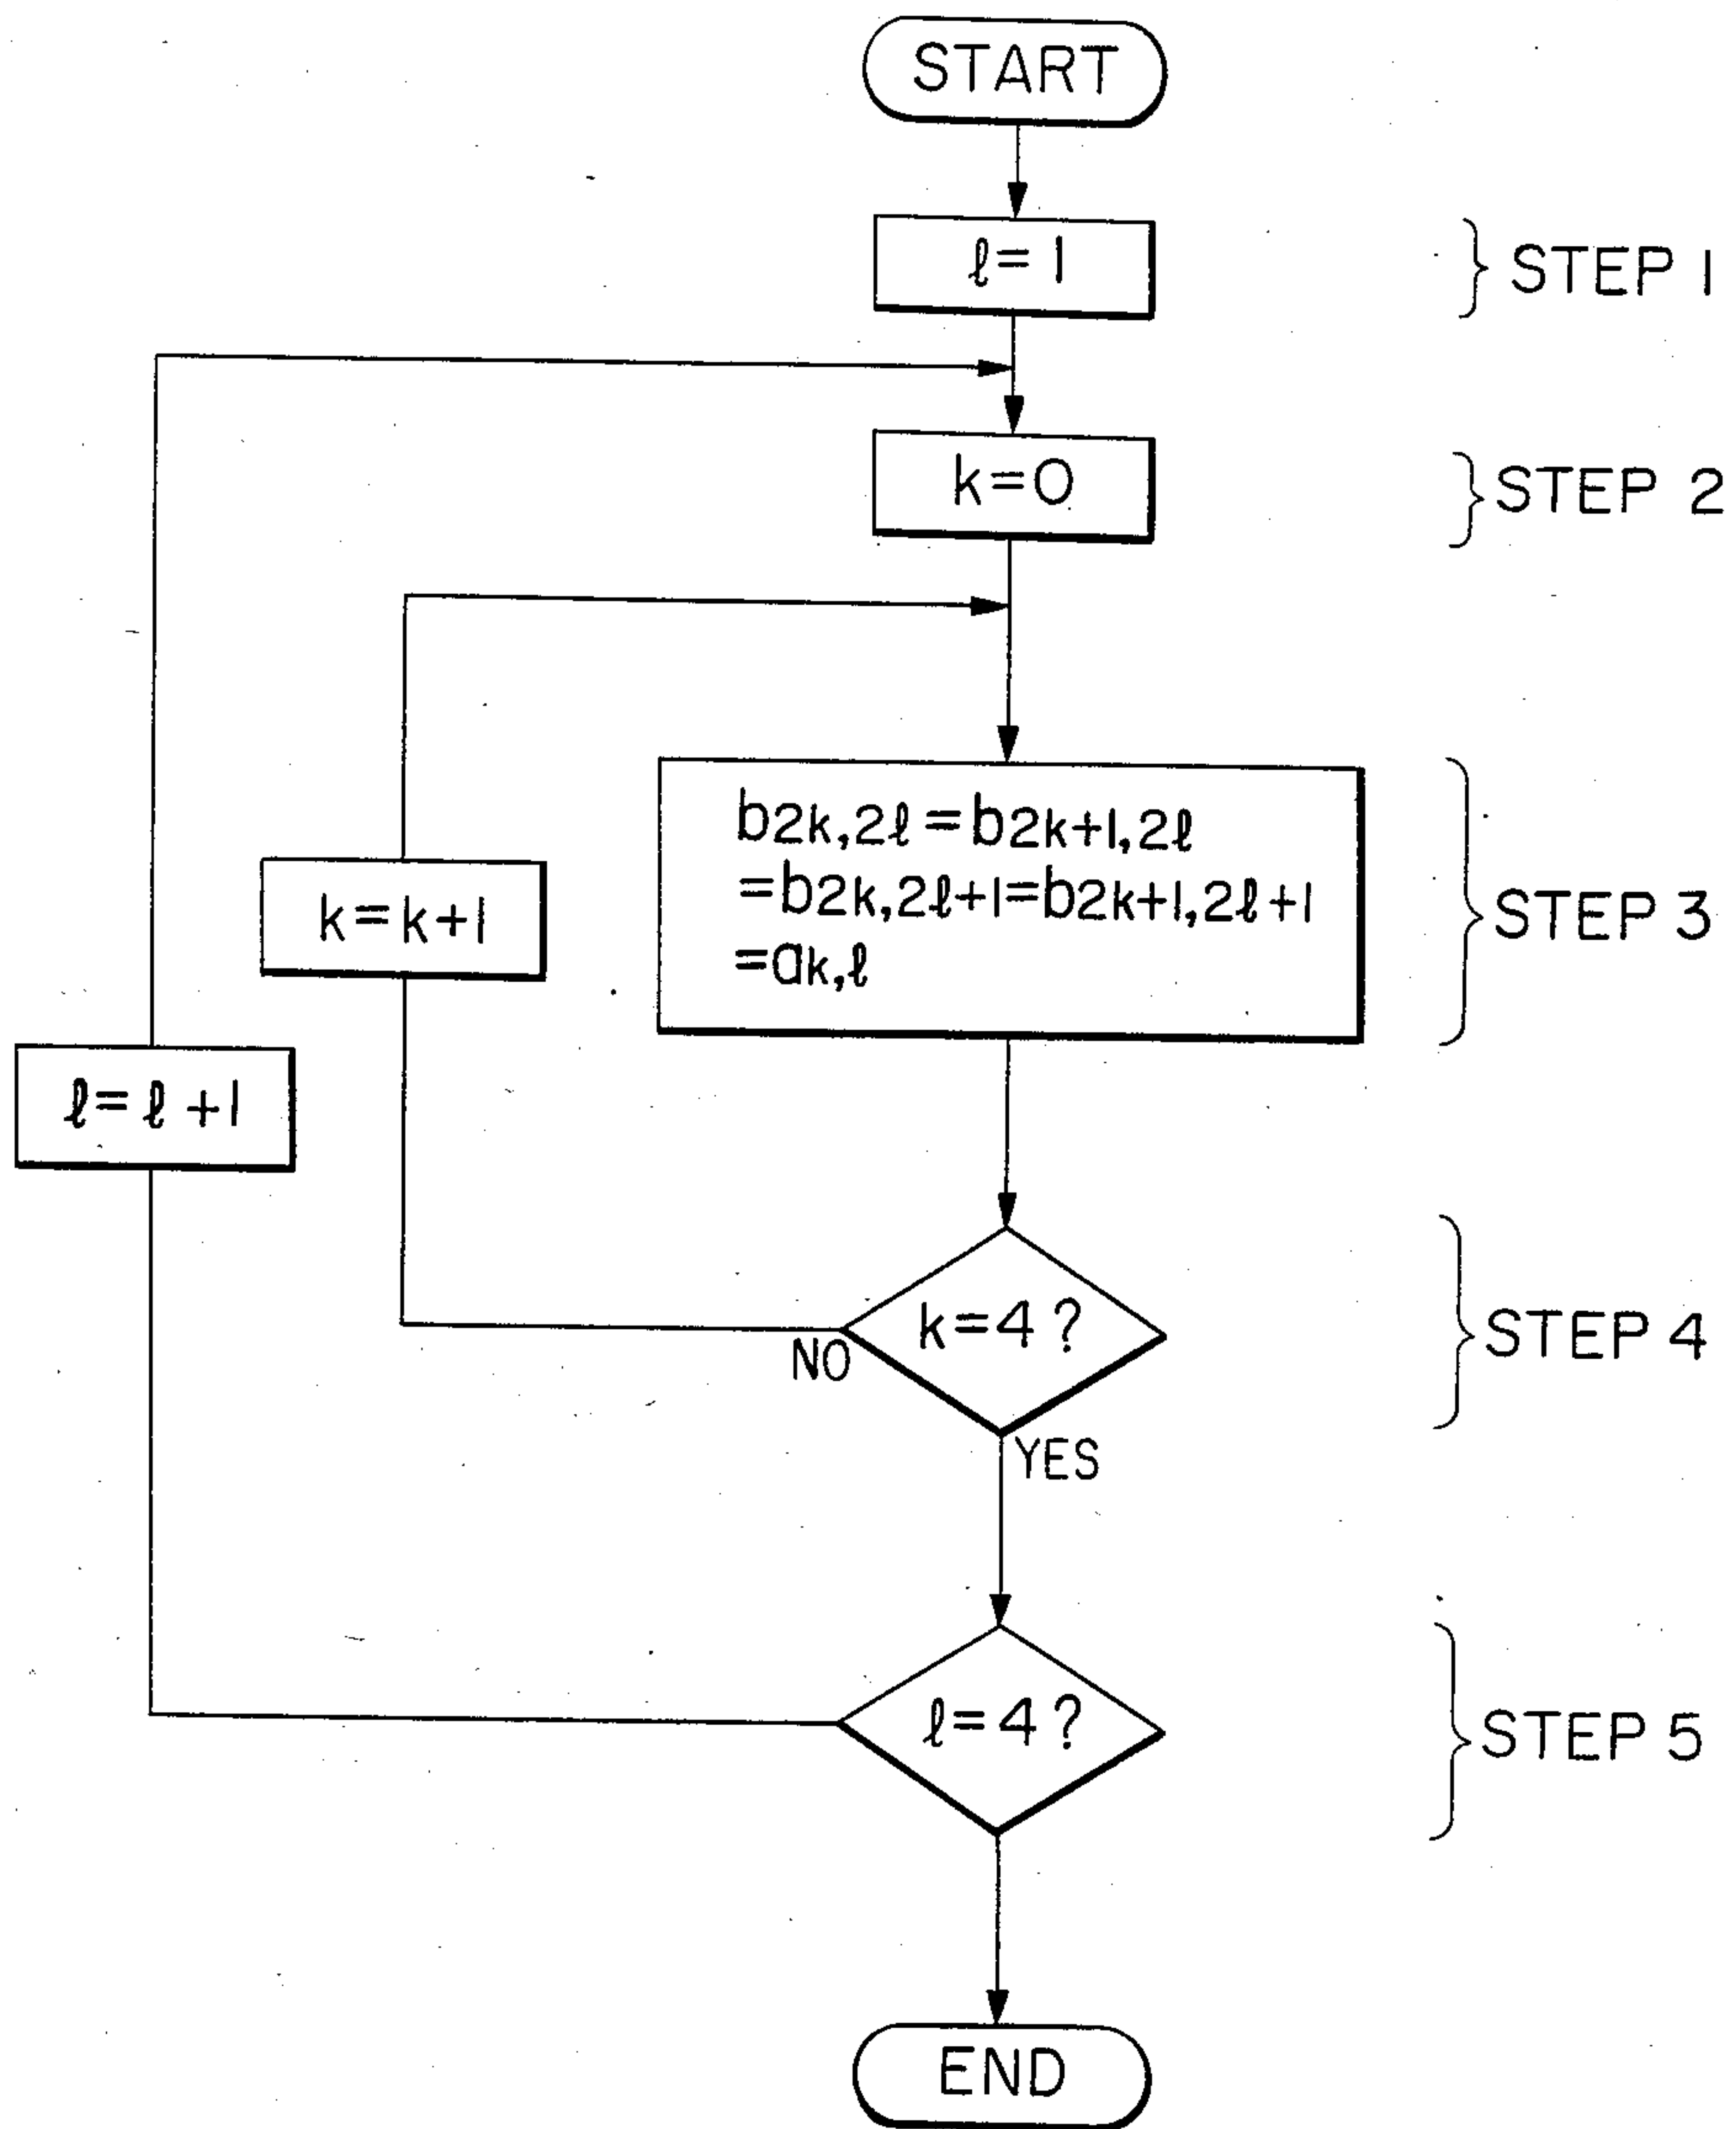 START
ℓ=1
STEP 1
k=0
STEP 2
b2k,2ℓ=b2k+1,2ℓ
=b2k,2ℓ+1=b2k+1,2ℓ+1
=ak,ℓ
STEP 3
k=k+1
ℓ=ℓ+1
k=4?
NO
YES
STEP 4
ℓ=4?
STEP 5
END